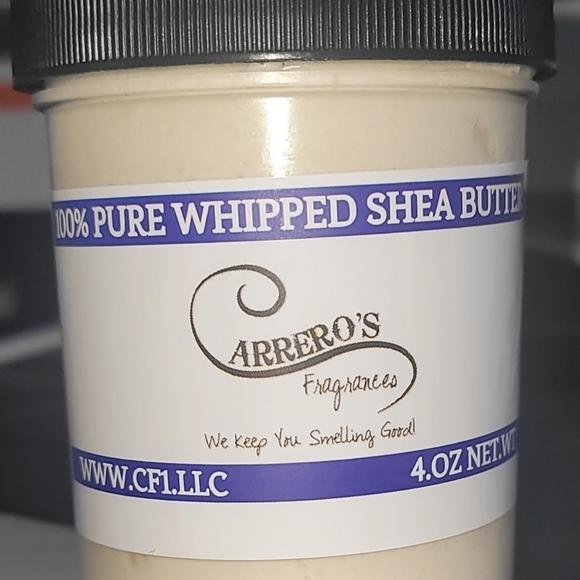 100% PURE WHIPPED SHEA BUTTER
CARRERO'S
Fragrances
We Keep You Smelling Good!
WWW.CF1.LLC
4.OZ NET.WT